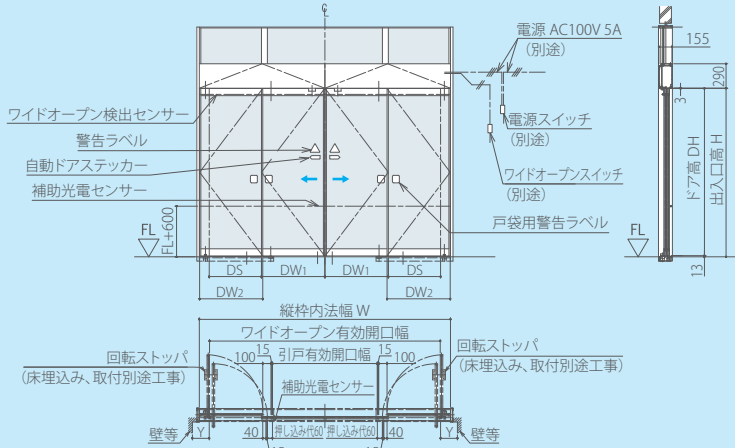 ℄
電源 AC100V 5A
(別途)
155
290
3
ワイドオープン検出センサー
電源スイッチ
(別途)
警告ラベル
自動ドアステッカー
ワイドオープンスイッチ
(別途)
補助光電センサー
ドア高 DH
出入口高 H
戸袋用警告ラベル
FL
FL+600
FL
13
DS DW1 DW1 DS
DW2 DW2
縦枠内法幅 W
ワイドオープン有効開口幅
回転ストッパ
(床埋込み、取付別途工事)
15 引戸有効開口幅 15
100 100
回転ストッパ
(床埋込み、取付別途工事)
補助光電センサー
Y 40 押し込み代60 押し込み代60 40 Y
壁等 壁等